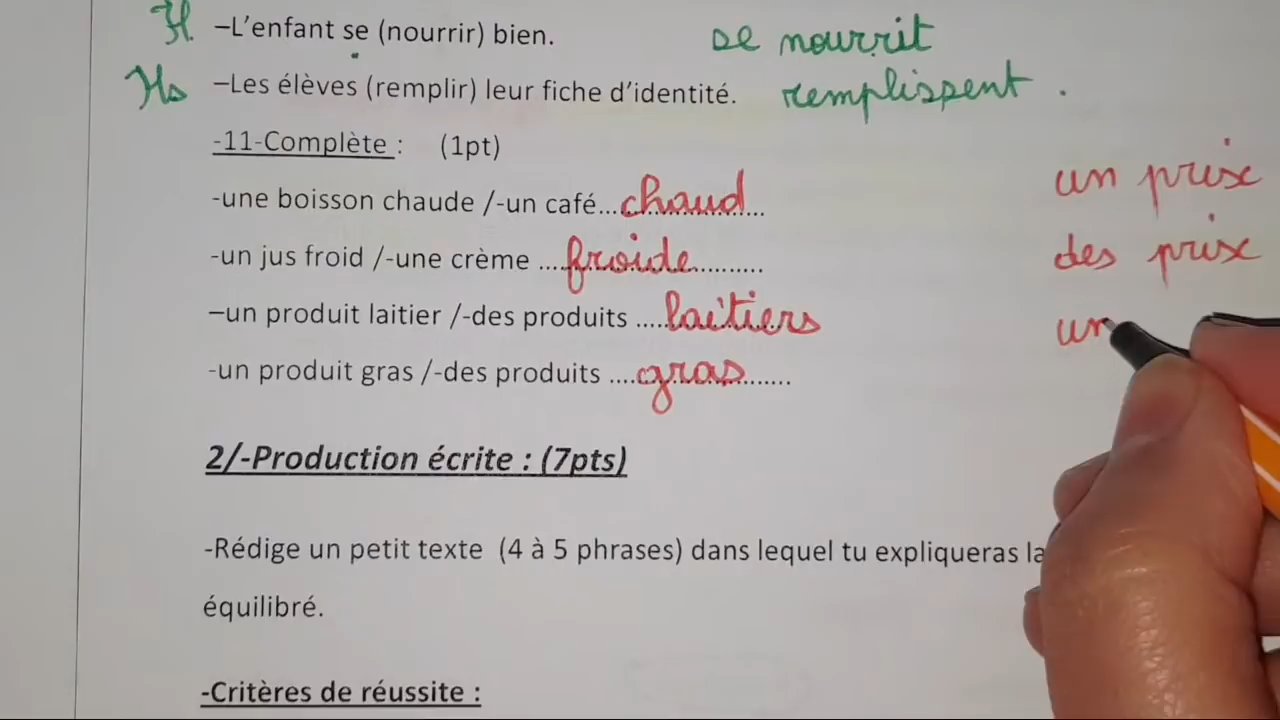 Il –L'enfant se (nourrir) bien. se nourrit
Ils –Les élèves (remplir) leur fiche d'identité. remplissent .
-11-Complète : (1pt)
-une boisson chaude /-un café...chaud... un prix
-un jus froid /-une crème ....froide.......... des prix
–un produit laitier /-des produits .....laitiers un
-un produit gras /-des produits ....gras......
2/-Production écrite : (7pts)
-Rédige un petit texte (4 à 5 phrases) dans lequel tu expliqueras la
équilibré.
-Critères de réussite :